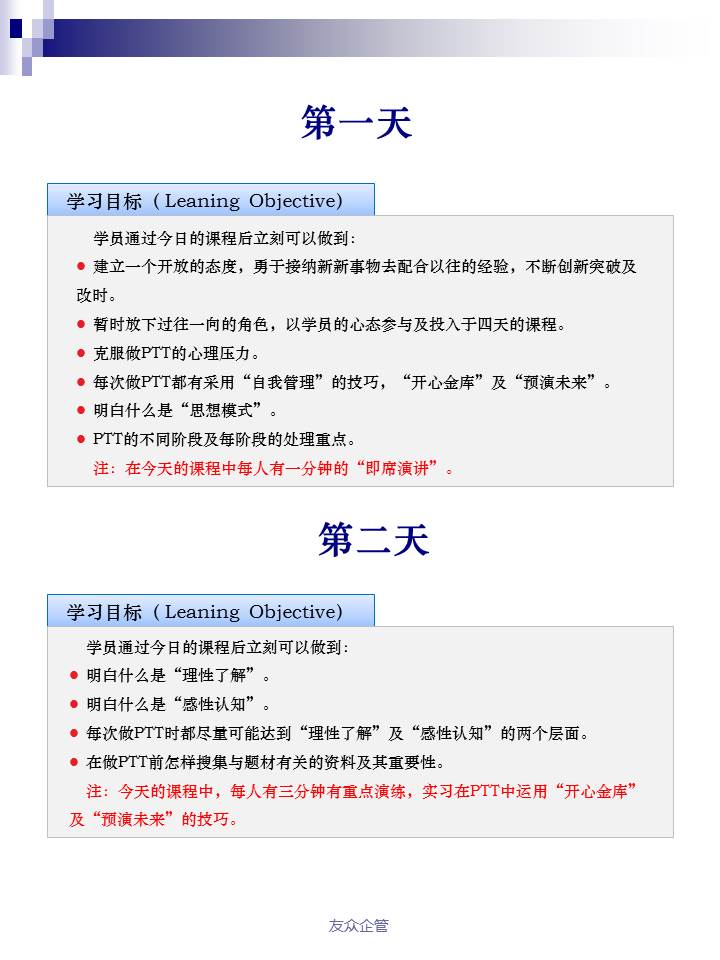 第一天
学习目标（Leaning Objective）
学员通过今日的课程后立刻可以做到：
● 建立一个开放的态度，勇于接纳新新事物去配合以往的经验，不断创新突破及
改时。
● 暂时放下过往一向的角色，以学员的心态参与及投入于四天的课程。
● 克服做PTT的心理压力。
● 每次做PTT都有采用“自我管理”的技巧，“开心金库”及“预演未来”。
● 明白什么是“思想模式”。
● PTT的不同阶段及每阶段的处理重点。
注：在今天的课程中每人有一分钟的“即席演讲”。
第二天
学习目标（Leaning Objective）
学员通过今日的课程后立刻可以做到：
● 明白什么是“理性了解”。
● 明白什么是“感性认知”。
● 每次做PTT时都尽量可能达到“理性了解”及“感性认知”的两个层面。
● 在做PTT前怎样搜集与题材有关的资料及其重要性。
注：今天的课程中，每人有三分钟有重点演练，实习在PTT中运用“开心金库”
及“预演未来”的技巧。
友众企管